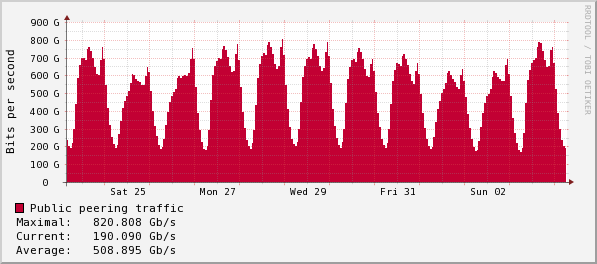 900 G
800 G
700 G
600 G
500 G
400 G
300 G
200 G
100 G
0
Bits per second
Sat 25 Mon 27 Wed 29 Fri 31 Sun 02
RRDTOOL / TOBI OETIKER
Public peering traffic
Maximal: 820.808 Gb/s
Current: 190.090 Gb/s
Average: 508.895 Gb/s